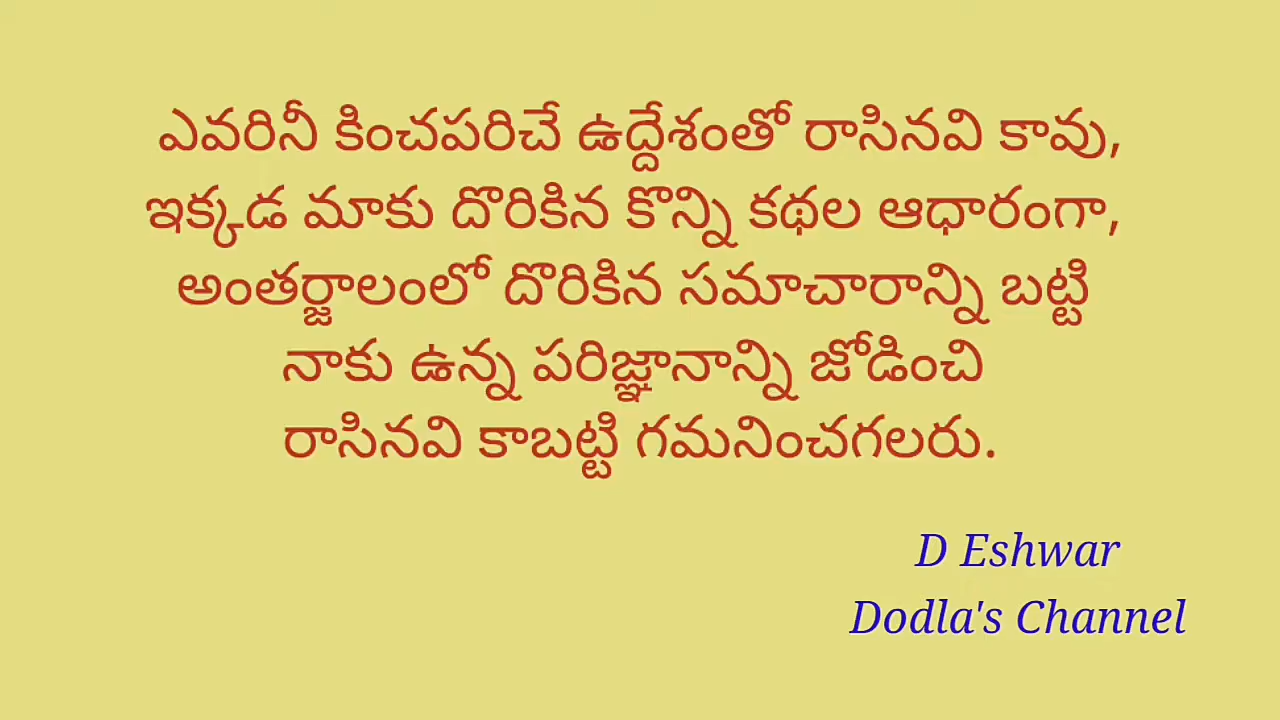 ఎవరినీ కించపరిచే ఉద్దేశంతో రాసినవి కావు,
ఇక్కడ మాకు దొరికిన కొన్ని కథల ఆధారంగా,
అంతర్జాలంలో దొరికిన సమాచారాన్ని బట్టి
నాకు ఉన్న పరిజ్ఞానాన్ని జోడించి
రాసినవి కాబట్టి గమనించగలరు.
D Eshwar
Dodla's Channel